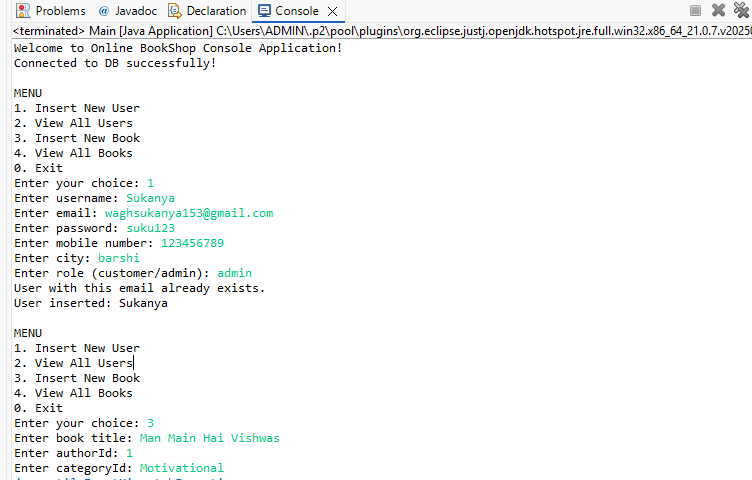 Problems @ Javadoc Declaration Console
<terminated> Main [Java Application] C:\Users\ADMIN\.p2\pool\plugins\org.eclipse.justj.openjdk.hotspot.jre.full.win32.x86_64_21.0.7.v2025
Welcome to Online BookShop Console Application!
Connected to DB successfully!
MENU
1. Insert New User
2. View All Users
3. Insert New Book
4. View All Books
0. Exit
Enter your choice: 1
Enter username: Sukanya
Enter email: waghsukanya153@gmail.com
Enter password: suku123
Enter mobile number: 123456789
Enter city: barshi
Enter role (customer/admin): admin
User with this email already exists.
User inserted: Sukanya
MENU
1. Insert New User
2. View All Users
3. Insert New Book
4. View All Books
0. Exit
Enter your choice: 3
Enter book title: Man Main Hai Vishwas
Enter authorId: 1
Enter categoryId: Motivational